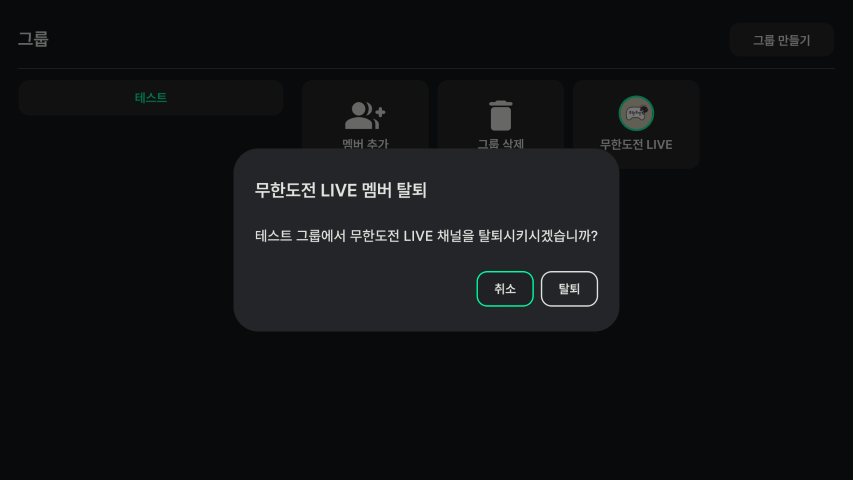 그룹
그룹 만들기
테스트
멤버 추가
그룹 삭제
무한도전 LIVE
무한도전 LIVE 멤버 탈퇴
테스트 그룹에서 무한도전 LIVE 채널을 탈퇴시키시겠습니까?
취소
탈퇴